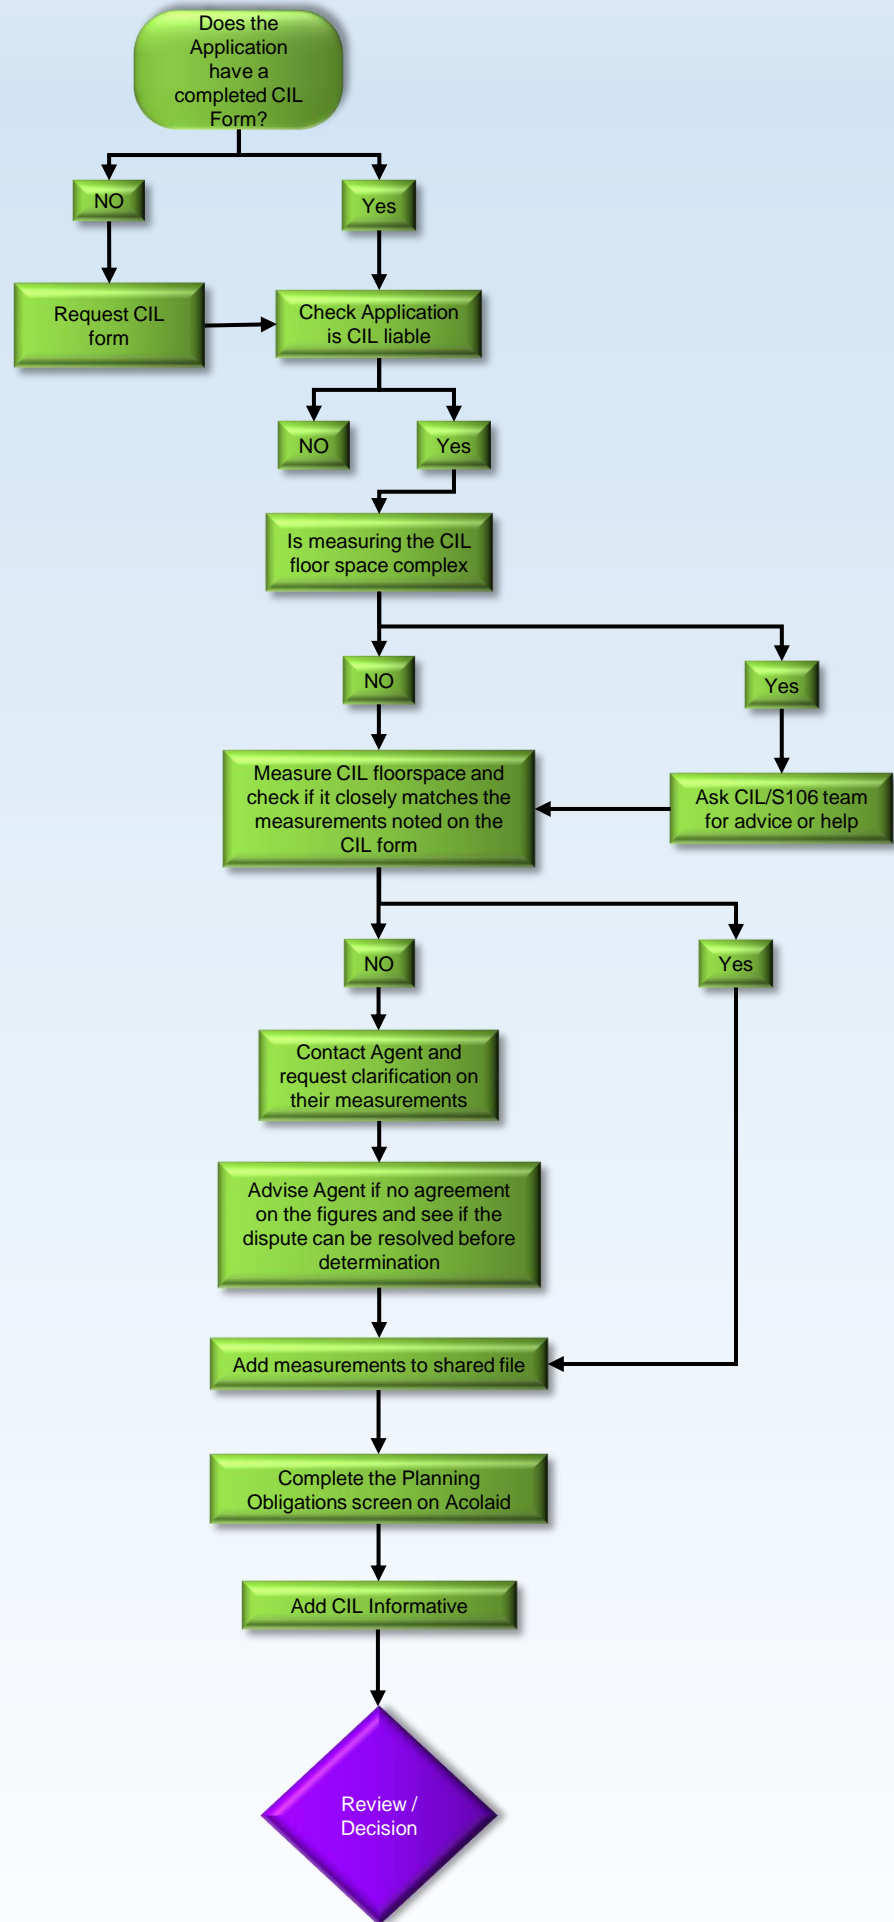 Does the
Application
have a
completed CIL
Form?
NO
Yes
Request CIL
form
Check Application
is CIL liable
NO
Yes
Is measuring the CIL
floor space complex
NO
Yes
Measure CIL floorspace and
check if it closely matches the
measurements noted on the
CIL form
Ask CIL/S106 team
for advice or help
NO
Yes
Contact Agent and
request clarification on
their measurements
Advise Agent if no agreement
on the figures and see if the
dispute can be resolved before
determination
Add measurements to shared file
Complete the Planning
Obligations screen on Acolaid
Add CIL Informative
Review /
Decision